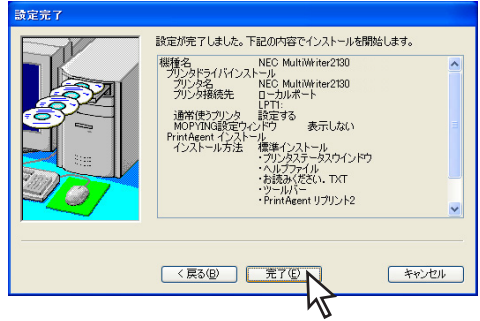 設定完了
設定が完了しました。下記の内容でインストールを開始します。
機種名 NEC MultiWriter2130
プリンタドライバインストール
プリンタ名 NEC MultiWriter2130
プリンタ接続先 ローカルポート
LPT1:
通常使うプリンタ 設定する
MOPYING設定ウィンドウ 表示しない
PrintAgent インストール
インストール方法 標準インストール
・プリンタステータスウインドウ
・ヘルプファイル
・お読みください.TXT
・ツールバー
・PrintAgent リプリント2
< 戻る(B) 完了(E) キャンセル